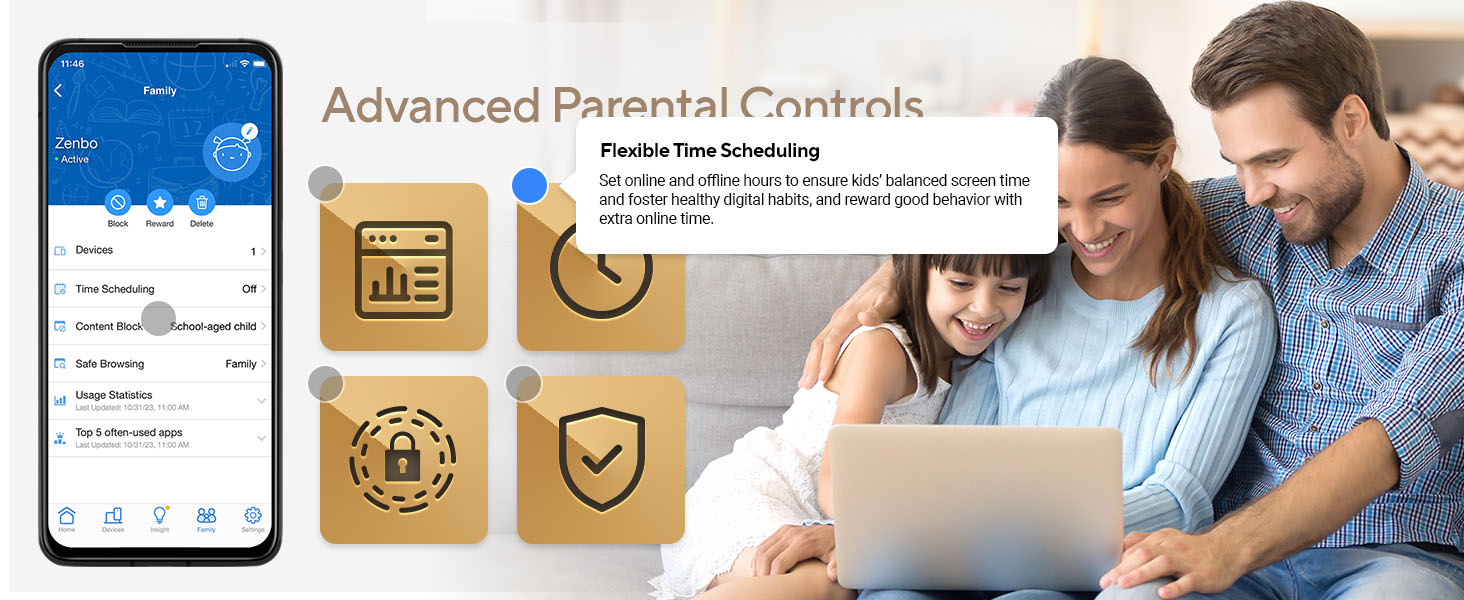 11:46
Family
Zenbo
Active
Block Reward Delete
Devices 1
Time Scheduling Off
Content Block School-aged child
Safe Browsing Family
Usage Statistics
Last Updated: 10/31/23, 11:00 AM
Top 5 often-used apps
Last Updated: 10/31/23, 11:00 AM
Home Devices Insight Family Settings
Advanced Parental Controls
Flexible Time Scheduling
Set online and offline hours to ensure kids’ balanced screen time
and foster healthy digital habits, and reward good behavior with
extra online time.